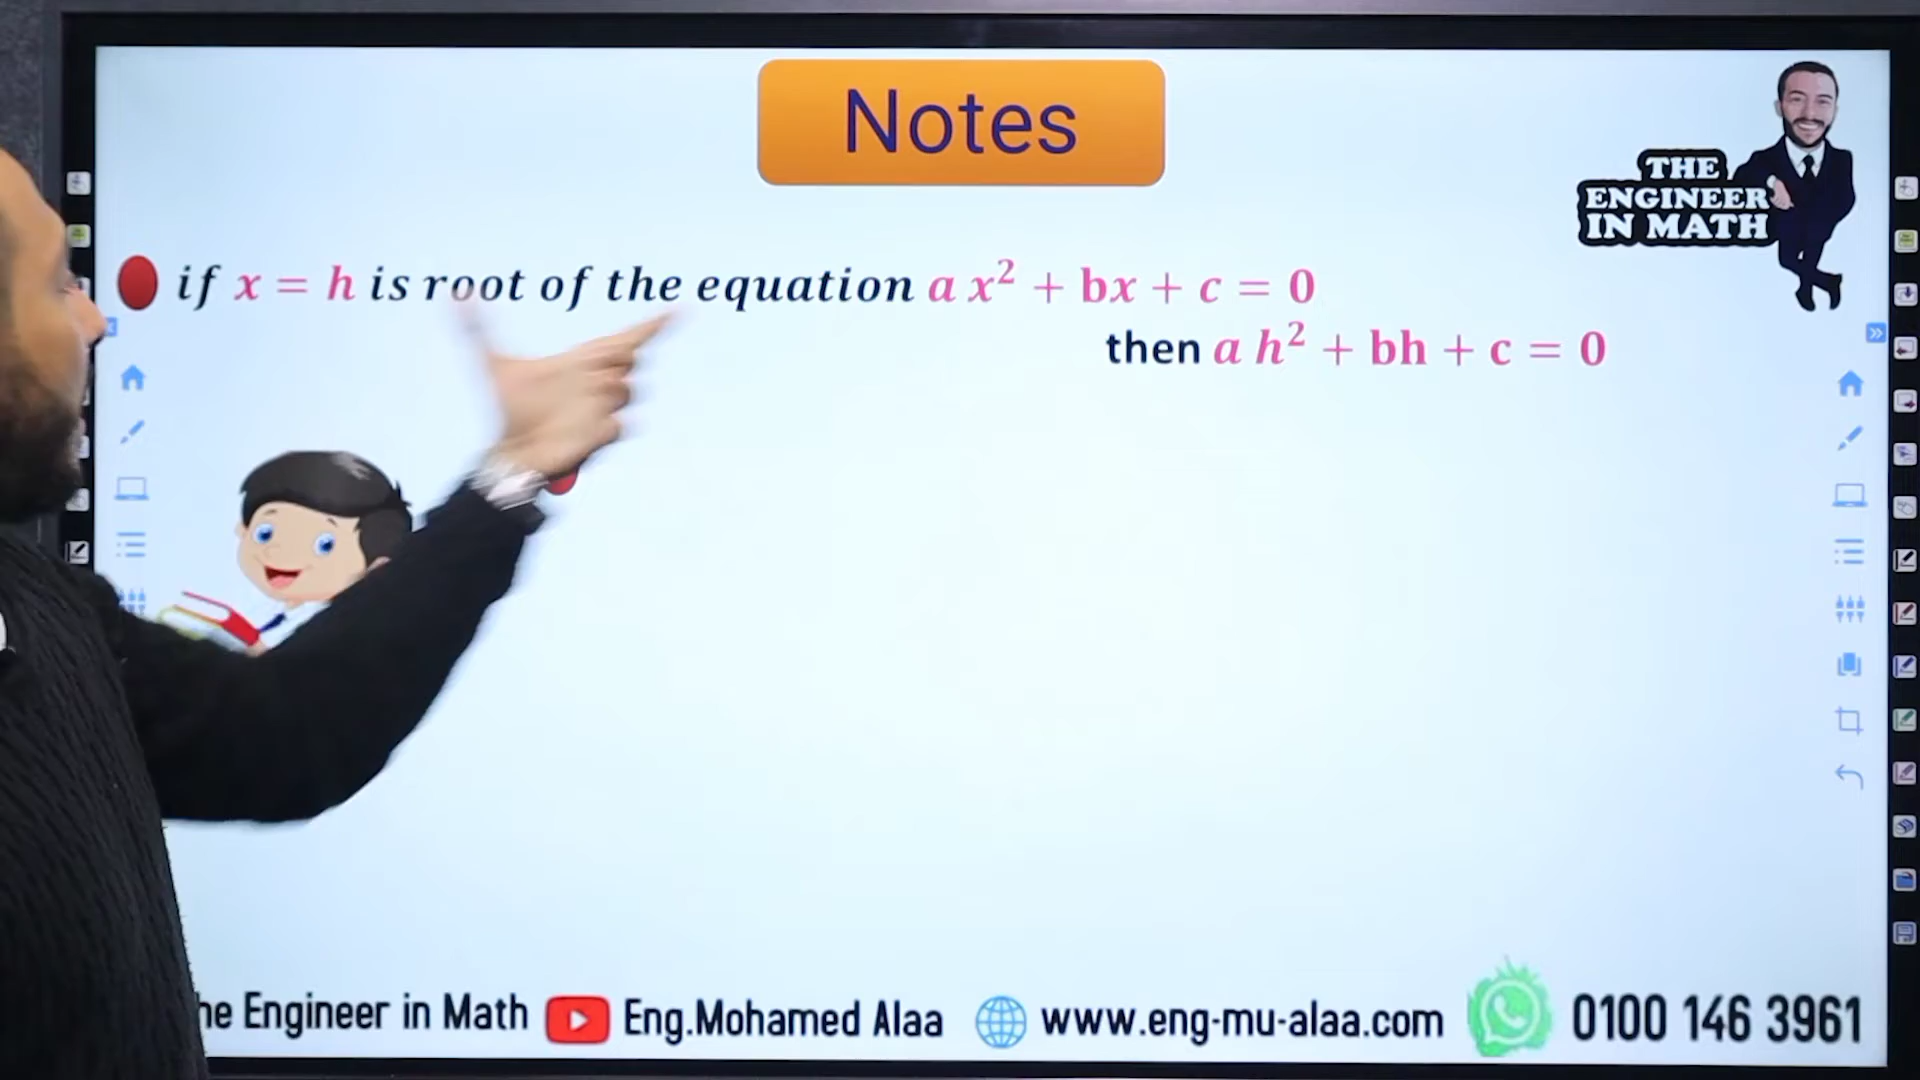 Notes
THE
ENGINEER
IN MATH
if x = h is root of the equation a x² + bx + c = 0
then a h² + bh + c = 0
he Engineer in Math Eng.Mohamed Alaa www.eng-mu-alaa.com 0100 146 3961